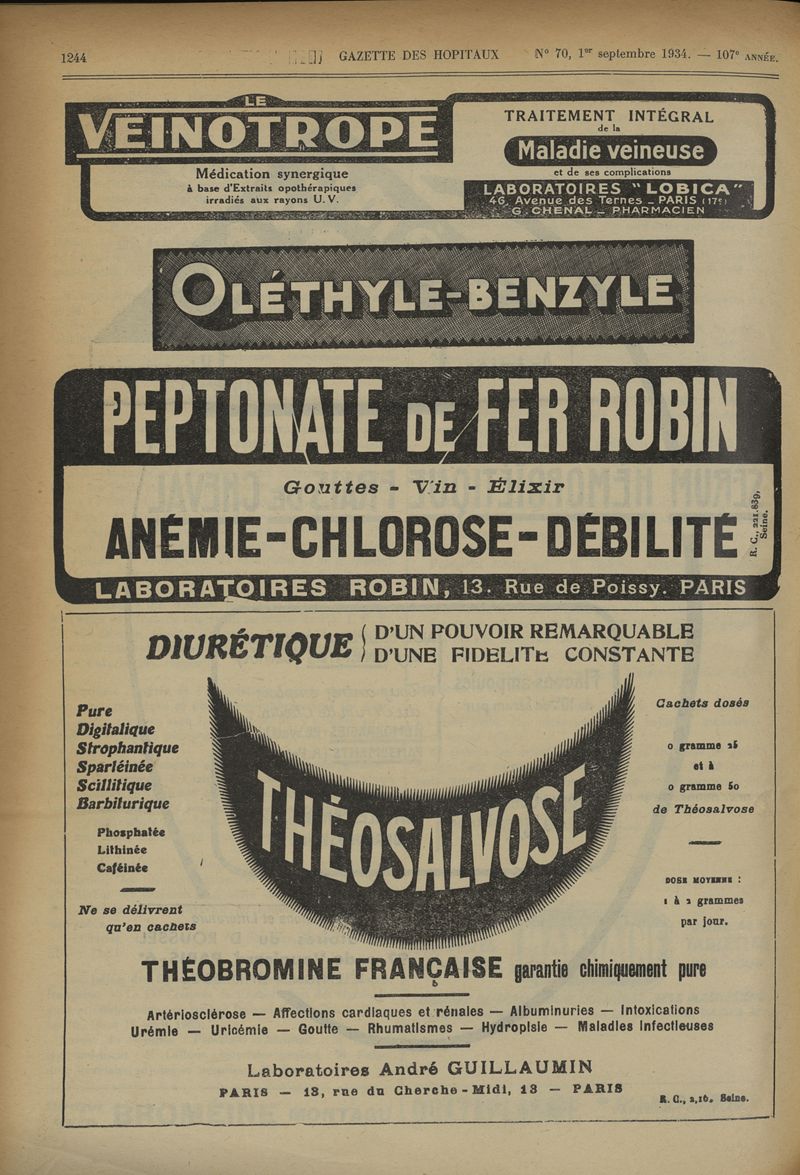 1244
GAZETTE DES HOPITAUX
N° 70, 1er septembre 1934. — 107e ANNÉE.
LE
VEINOTROPE
Médication synergique
à base d'Extraits opothérapiques
irradiés aux rayons U.V.
TRAITEMENT INTÉGRAL
de la
Maladie veineuse
et de ses complications
LABORATOIRES "LOBICA"
46, Avenue des Ternes _ PARIS (17e)
G. CHENAL _ PHARMACIEN
OLÉTHYLE-BENZYLE
PEPTONATE DE FER ROBIN
Gouttes - Vin - Élixir
ANÉMIE-CHLOROSE-DÉBILITÉ
R. C., 221.839,
Seine.
LABORATOIRES ROBIN, 13. Rue de Poissy. PARIS
DIURÉTIQUE
D'UN POUVOIR REMARQUABLE
D'UNE FIDELITE CONSTANTE
Pure
Digitalique
Strophantique
Spartéinée
Scillitique
Barbiturique
Phosphatée
Lithinée
Caféinée
Ne se délivrent
qu'en cachets
THÉOSALVOSE
Cachets dosés
0 gramme 25
et à
0 gramme 50
de Théosalvose
DOSE MOYENNE :
1 à 2 grammes
par jour.
THÉOBROMINE FRANÇAISE garantie chimiquement pure
Artériosclérose — Affections cardiaques et rénales — Albuminuries — Intoxications
Urémie — Uricémie — Goutte — Rhumatismes — Hydropisie — Maladies Infectieuses
Laboratoires André GUILLAUMIN
PARIS — 13, rue du Cherche-Midi, 13 — PARIS
R. C., 2,16. Seine.